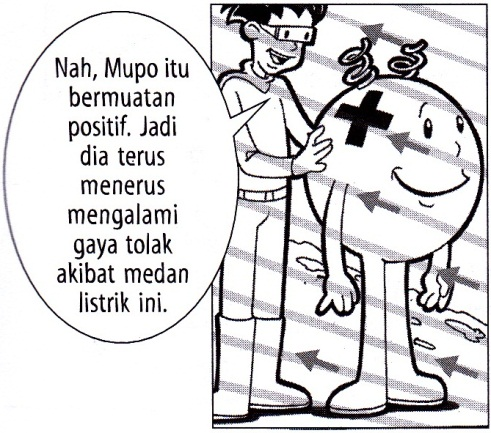 Nah, Mupo itu
bermuatan
positif. Jadi
dia terus
menerus
mengalami
gaya tolak
akibat medan
listrik ini.